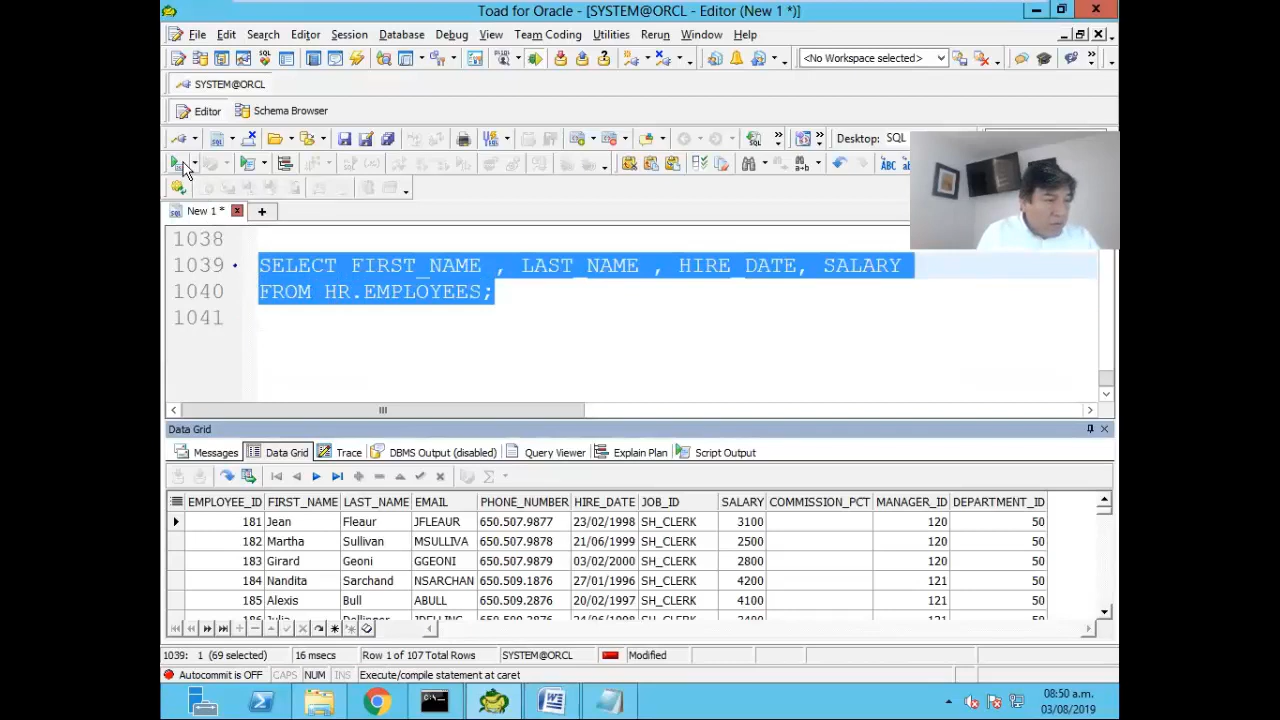 Toad for Oracle - [SYSTEM@ORCL - Editor (New 1 *)]
File Edit Search Editor Session Database Debug View Team Coding Utilities Rerun Window Help
<No Workspace selected>
SYSTEM@ORCL
Editor Schema Browser
Desktop: SQL
New 1 *
1038
1039 SELECT FIRST_NAME , LAST_NAME , HIRE_DATE, SALARY
1040 FROM HR.EMPLOYEES;
1041
Data Grid
Messages Data Grid Trace DBMS Output (disabled) Query Viewer Explain Plan Script Output
EMPLOYEE_ID FIRST_NAME LAST_NAME EMAIL PHONE_NUMBER HIRE_DATE JOB_ID SALARY COMMISSION_PCT MANAGER_ID DEPARTMENT_ID
181 Jean Fleaur JFLEAUR 650.507.9877 23/02/1998 SH_CLERK 3100 120 50
182 Martha Sullivan MSULLIVA 650.507.9878 21/06/1999 SH_CLERK 2500 120 50
183 Girard Geoni GGEONI 650.507.9879 03/02/2000 SH_CLERK 2800 120 50
184 Nandita Sarchand NSARCHAN 650.509.1876 27/01/1996 SH_CLERK 4200 121 50
185 Alexis Bull ABULL 650.509.2876 20/02/1997 SH_CLERK 4100 121 50
1039: 1 (69 selected) 16 msecs Row 1 of 107 Total Rows SYSTEM@ORCL Modified
Autocommit is OFF CAPS NUM INS Execute/compile statement at caret
08:50 a.m.
03/08/2019